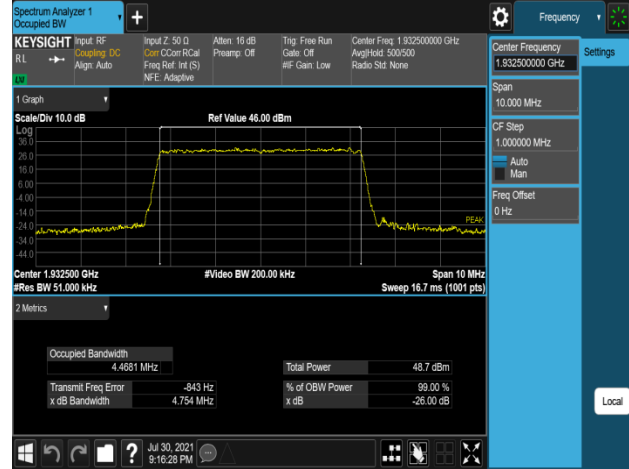 Spectrum Analyzer 1
Occupied BW
+
Frequency
KEYSIGHT
RL
LXI
Input: RF
Coupling: DC
Align: Auto
Input Z: 50 Ω
Corr CCorr RCal
Freq Ref: Int (S)
NFE: Adaptive
Atten: 16 dB
Preamp: Off
Trig: Free Run
Gate: Off
#IF Gain: Low
Center Freq: 1.932500000 GHz
Avg|Hold: 500/500
Radio Std: None
Center Frequency
1.932500000 GHz
Settings
Span
10.000 MHz
CF Step
1.000000 MHz
Auto
Man
Freq Offset
0 Hz
Local
1 Graph
Scale/Div 10.0 dB
Ref Value 46.00 dBm
Log
36.0
26.0
16.0
6.00
-4.00
-14.0
-24.0
-34.0
-44.0
PEAK
Center 1.932500 GHz
#Video BW 200.00 kHz
Span 10 MHz
#Res BW 51.000 kHz
Sweep 16.7 ms (1001 pts)
2 Metrics
Occupied Bandwidth
4.4681 MHz
Total Power
48.7 dBm
Transmit Freq Error
-843 Hz
% of OBW Power
99.00 %
x dB Bandwidth
4.754 MHz
x dB
-26.00 dB
?
Jul 30, 2021
9:16:28 PM